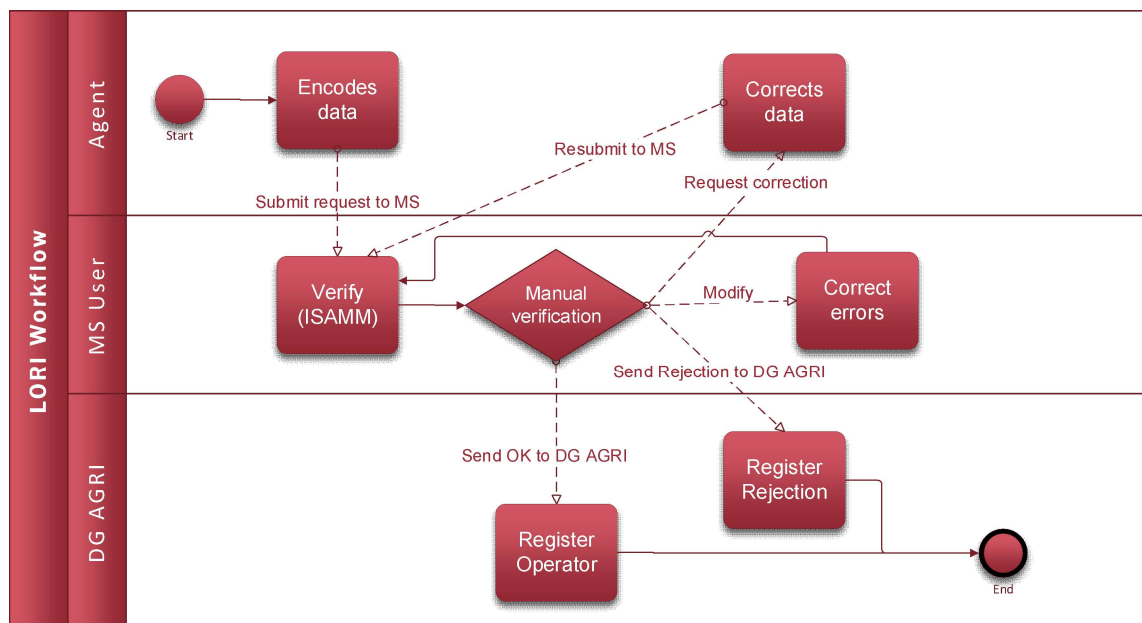 LORI Workflow
Agent
Start
Encodes
data
Corrects
data
Resubmit to MS
Request correction
Submit request to MS
MS User
Verify
(ISAMM)
Manual
verification
Modify
Correct
errors
Send Rejection to DG AGRI
DG AGRI
Send OK to DG AGRI
Register
Rejection
Register
Operator
End